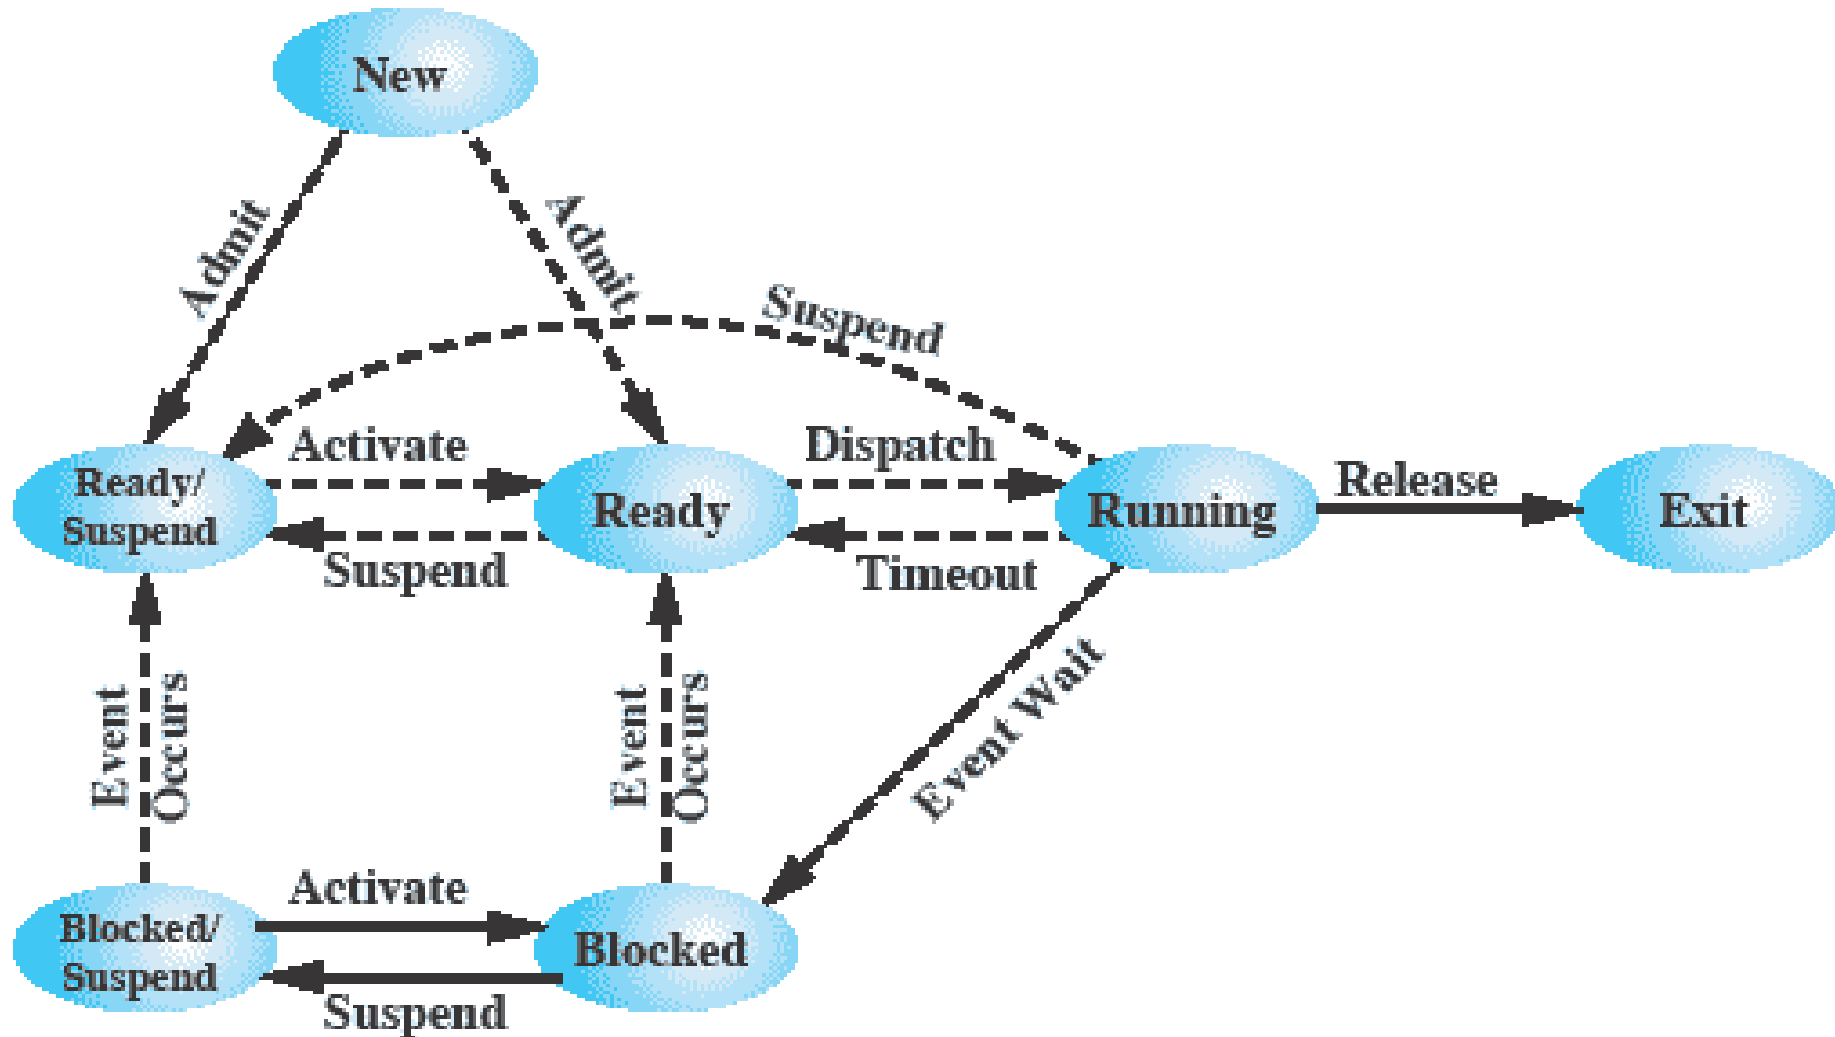 New
Admit
Admit
Suspend
Activate
Dispatch
Ready/
Suspend
Ready
Running
Release
Exit
Suspend
Timeout
Event
Occurs
Event
Occurs
Event Wait
Activate
Blocked/
Suspend
Blocked
Suspend